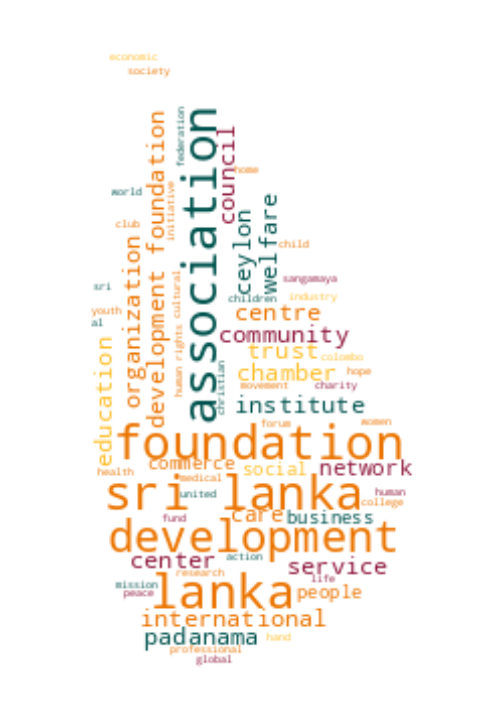 economic
society
federation
association
council
development foundation
home
world
initiative
welfare
ceylon
club
organization
child
human rights
cultural
sangamaya
sri
children
industry
youth
centre
al
community
education
trust
colombo
christian
chamber
hope
movement
charity
institute
forum
women
foundation
commerce
social
network
health
medical
sri lanka
united
human
college
fund
care
business
development
center
action
service
research
life
mission
lanka
peace
people
international
padanama
hand
professional
global